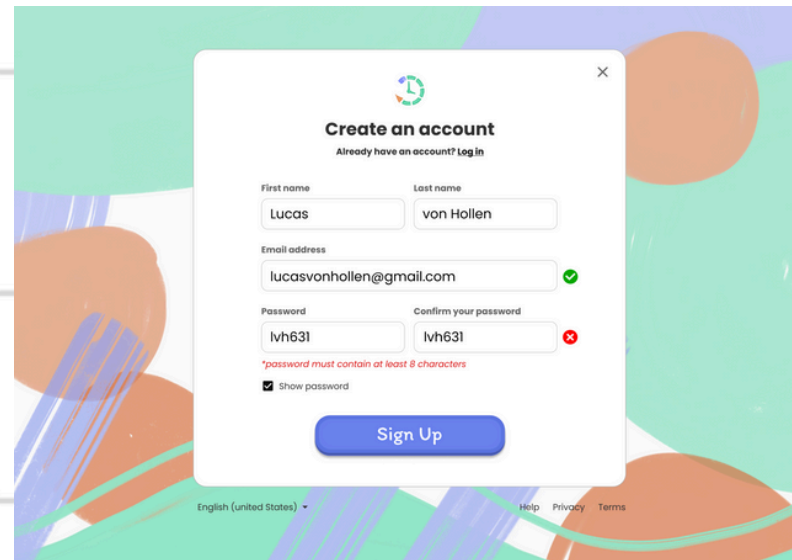 Create an account
Already have an account? Log in
First name Last name
Lucas von Hollen
Email address
lucasvonhollen@gmail.com
Password Confirm your password
lvh631 lvh631
*password must contain at least 8 characters
Show password
Sign Up
English (united States) Help Privacy Terms